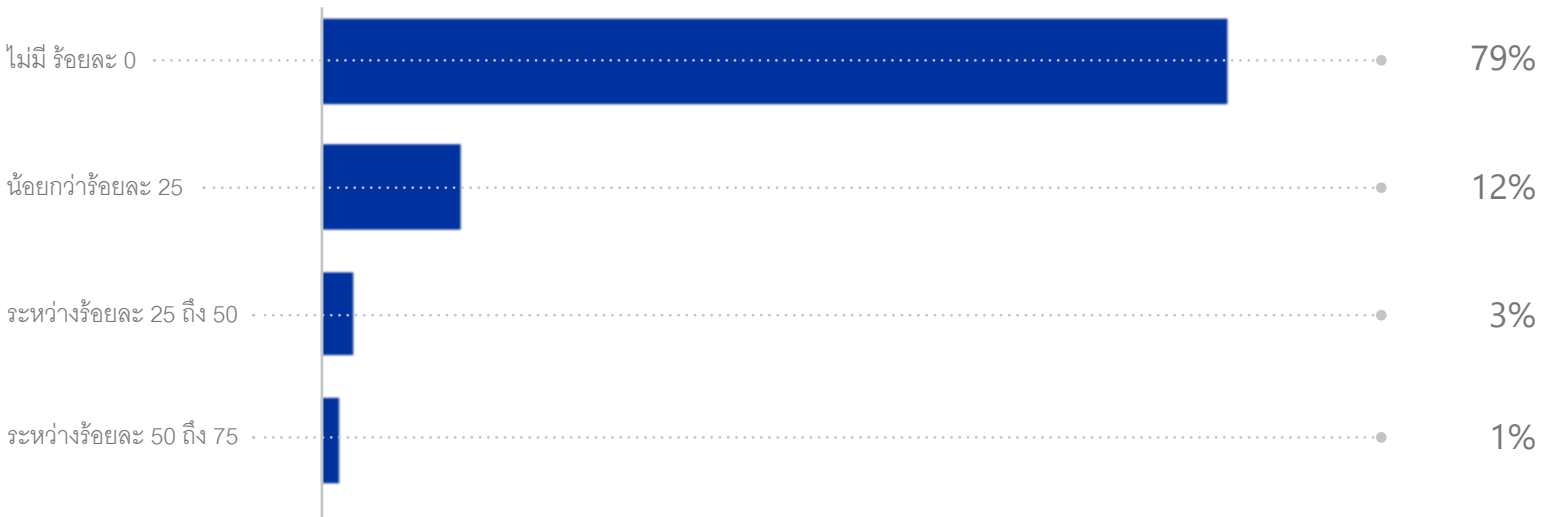 ไม่มี ร้อยละ 0 79%
น้อยกว่าร้อยละ 25 12%
ระหว่างร้อยละ 25 ถึง 50 3%
ระหว่างร้อยละ 50 ถึง 75 1%